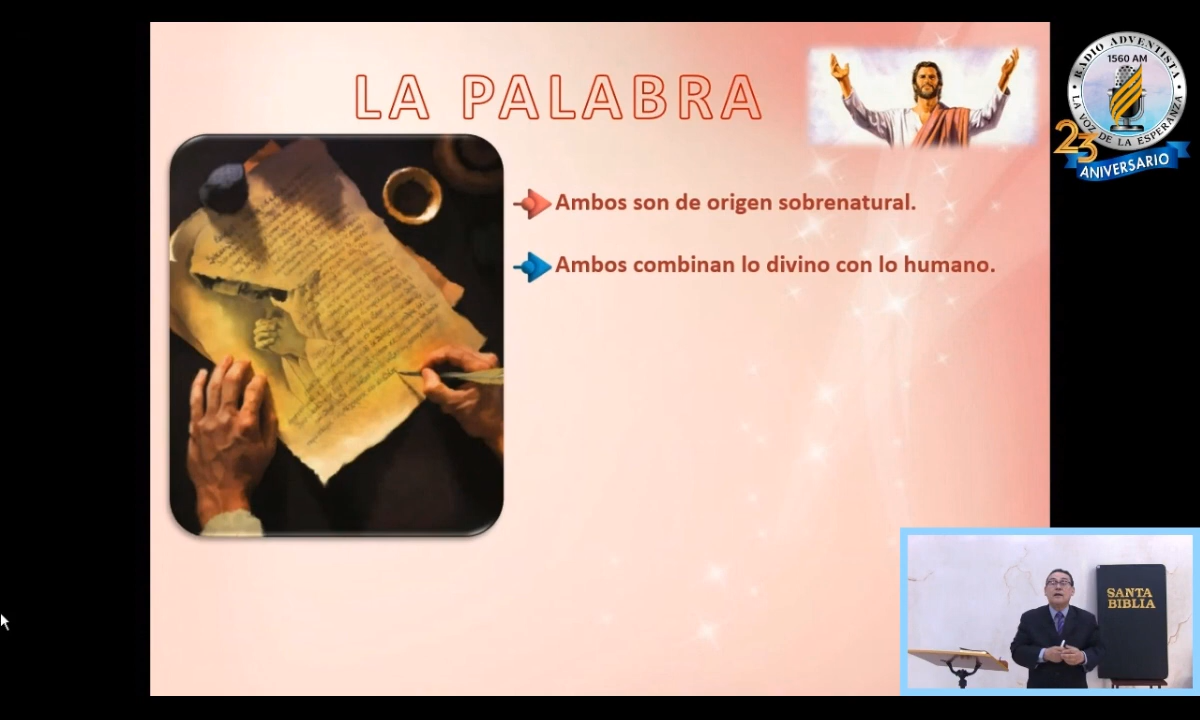 LA PALABRA
Ambos son de origen sobrenatural.
Ambos combinan lo divino con lo humano.
RADIO ADVENTISTA
1560 AM
LA VOZ DE LA ESPERANZA
23
ANIVERSARIO
SANTA
BIBLIA